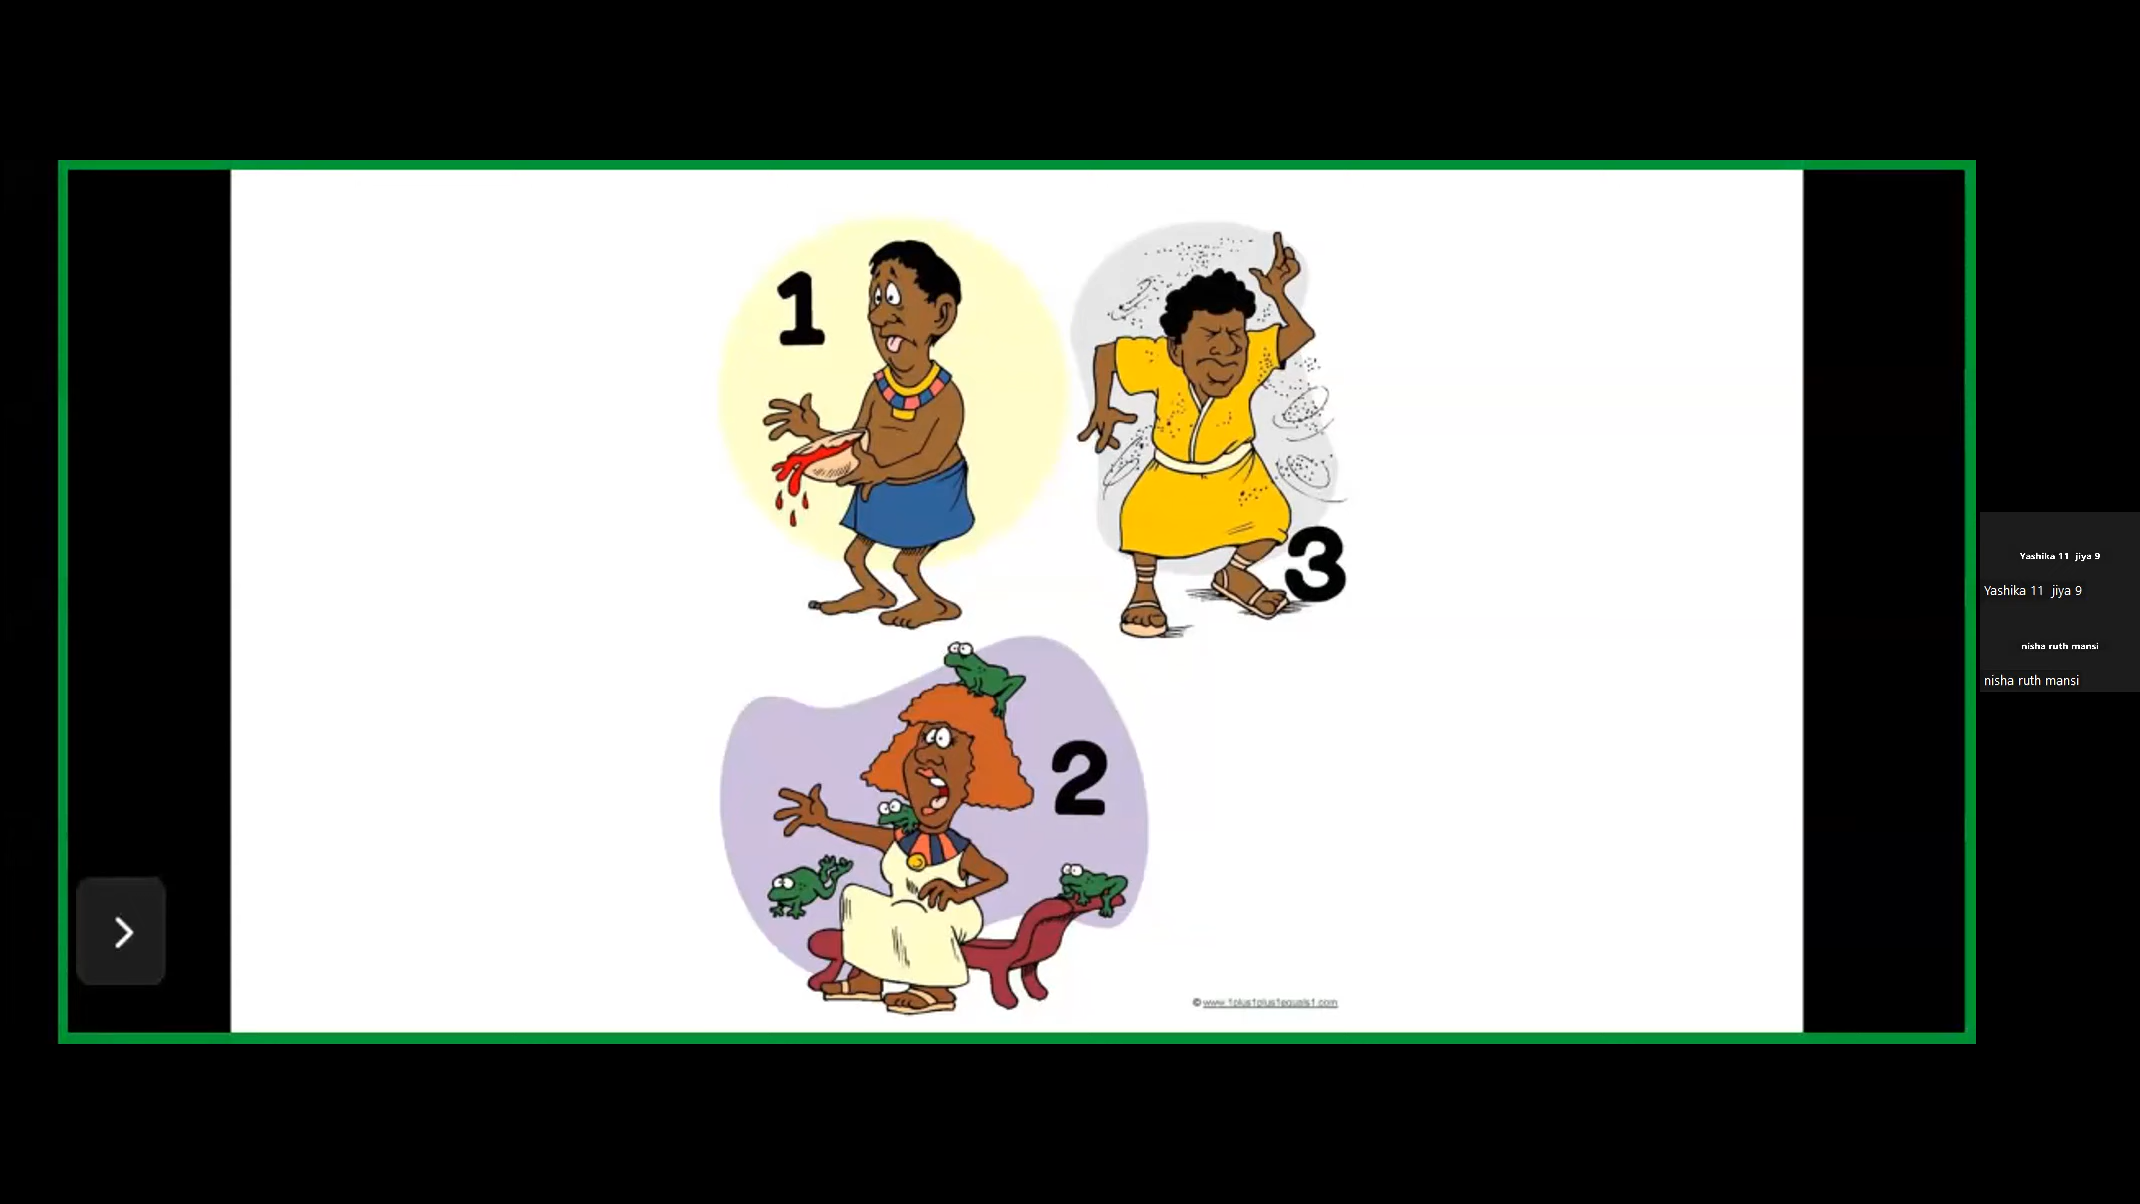 1
3
2
© www.1plus1plus1equals1.com
Yashika 11 jiya 9
Yashika 11 jiya 9
nisha ruth mansi
nisha ruth mansi